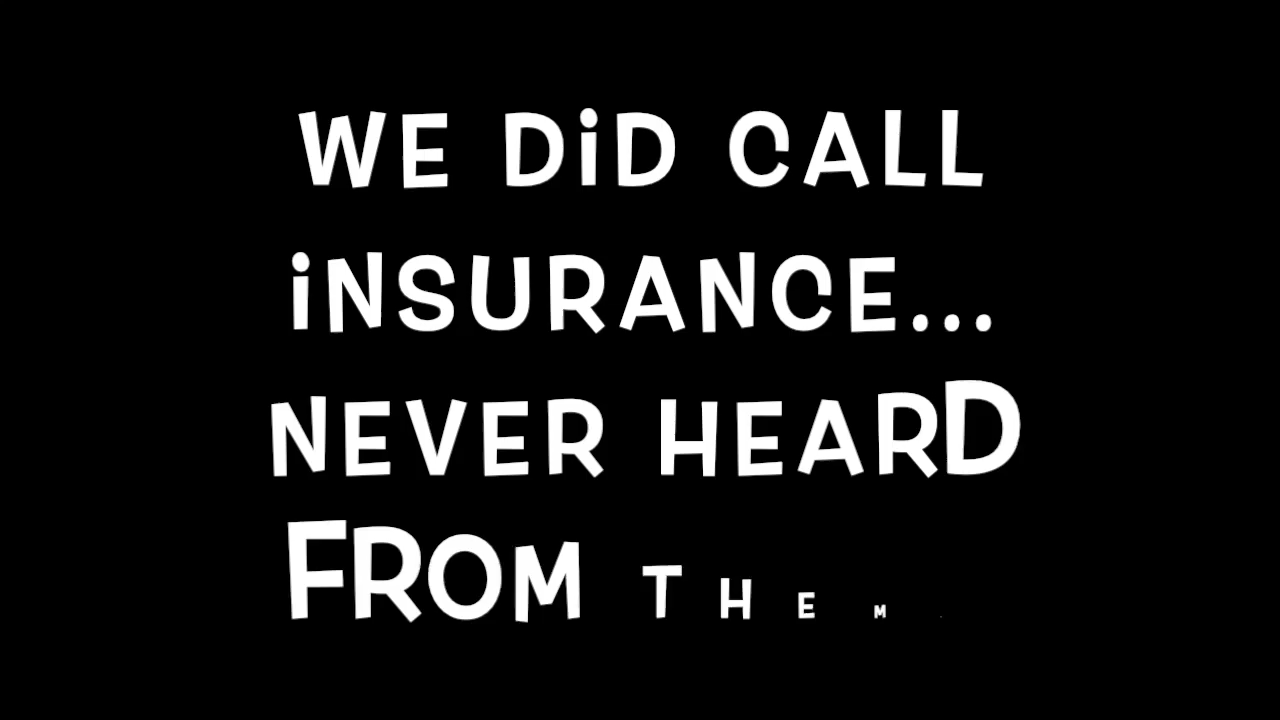 WE DiD CALL
iNSURANCE...
NEVER HEARD
FROM THEM.